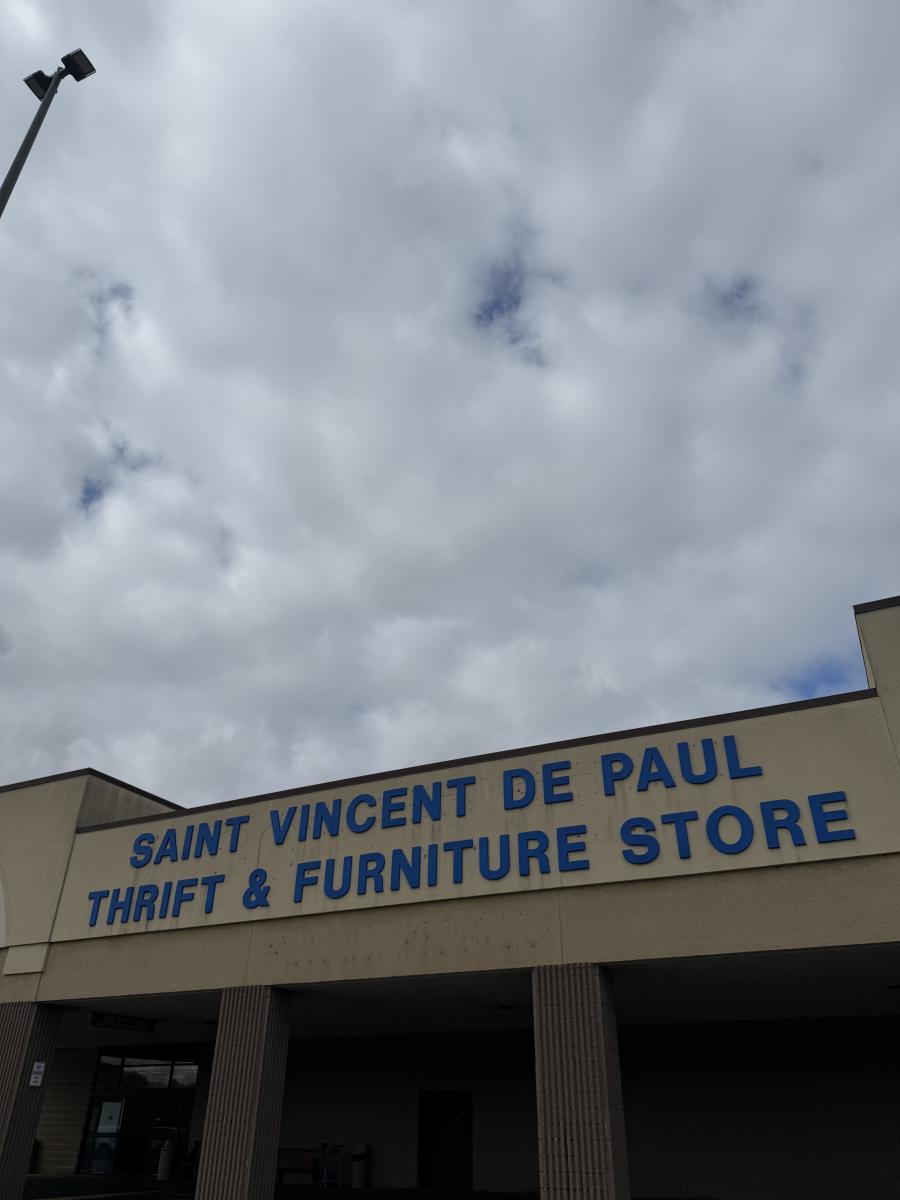 SAINT VINCENT DE PAUL
THRIFT & FURNITURE STORE